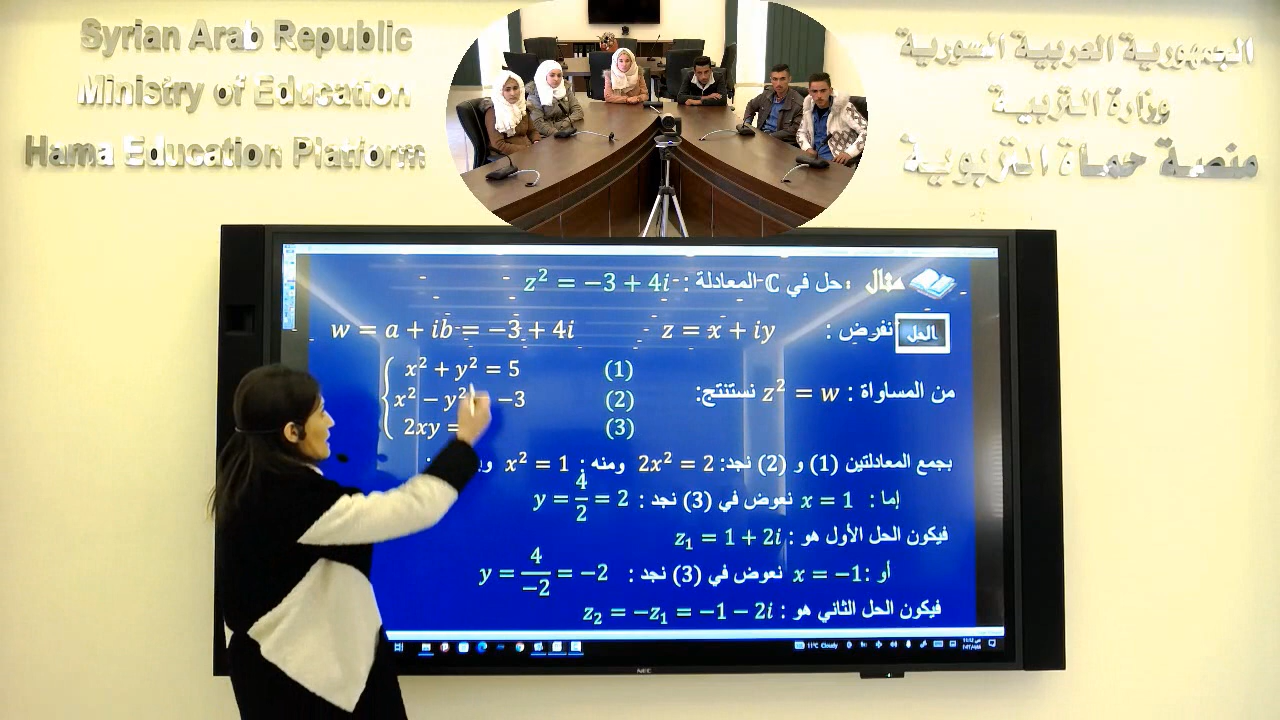 Syrian Arab Republic
Ministry of Education
Hama Education Platform
الجمهورية العربية السورية
وزارة التربية
منصة حماة التربوية
مثال : حل في ℂ المعادلة : z² = −3 + 4i
الحل نفرض : z = x + iy w = a + ib = −3 + 4i
من المساواة : z² = w نستنتج:
x² + y² = 5 (1)
x² − y² = −3 (2)
2xy = (3)
بجمع المعادلتين (1) و (2) نجد: 2x² = 2 ومنه : x² = 1
إما : x = 1 نعوض في (3) نجد : y = 4/2 = 2
فيكون الحل الأول هو : z₁ = 1 + 2i
أو : x = −1 نعوض في (3) نجد : y = 4/−2 = −2
فيكون الحل الثاني هو : z₂ = −z₁ = −1 − 2i
11°C Cloudy
NEC